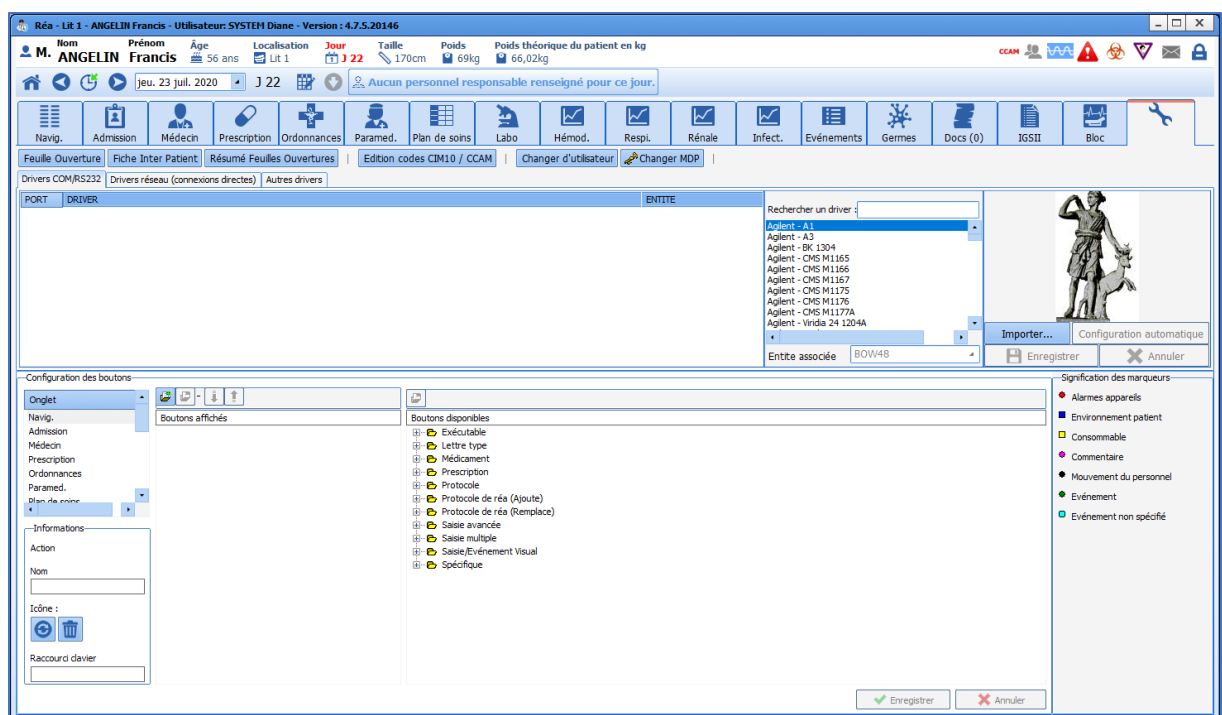 Réa - Lit 1 - ANGELIN Francis - Utilisateur: SYSTEM Diane - Version : 4.7.5.20146
Nom Prénom Âge Localisation Jour Taille Poids Poids théorique du patient en kg
M. ANGELIN Francis 56 ans Lit 1 J 22 170cm 69kg 66,02kg
CCAM
jeu. 23 juil. 2020 J 22 Aucun personnel responsable renseigné pour ce jour.
Navig. Admission Médecin Prescription Ordonnances Paramed. Plan de soins Labo Hémod. Respi. Rénale Infect. Evénements Germes Docs (0) IGSII Bloc
Feuille Ouverture Fiche Inter Patient Résumé Feuilles Ouvertures | Edition codes CIM10 / CCAM | Changer d'utilisateur Changer MDP |
Drivers COM/RS232 Drivers réseau (connexions directes) Autres drivers
PORT DRIVER ENTITE
Rechercher un driver :
Agilent - A1
Agilent - A3
Agilent - BK 1304
Agilent - CMS M1165
Agilent - CMS M1166
Agilent - CMS M1167
Agilent - CMS M1175
Agilent - CMS M1176
Agilent - CMS M1177A
Agilent - Viridia 24 1204A
Entite associée BOW48
Importer... Configuration automatique
Enregistrer Annuler
Configuration des boutons
Onglet
Navig.
Admission
Médecin
Prescription
Ordonnances
Paramed.
Plan de soins
Informations
Action
Nom
Icône :
Raccourci clavier
Boutons affichés
Boutons disponibles
Exécutable
Lettre type
Médicament
Prescription
Protocole
Protocole de réa (Ajoute)
Protocole de réa (Remplace)
Saisie avancée
Saisie multiple
Saisie/Evénement Visual
Spécifique
Enregistrer Annuler
Signification des marqueurs
Alarmes appareils
Environnement patient
Consommable
Commentaire
Mouvement du personnel
Evénement
Evénement non spécifié